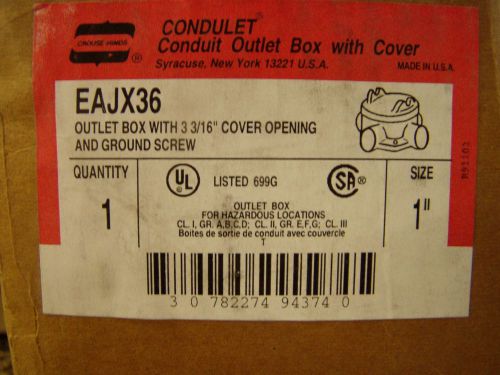 CROUSE-HINDS
®
CONDULET®
Conduit Outlet Box with Cover
Syracuse, New York 13221 U.S.A.
MADE IN U.S.A.
EAJX36
OUTLET BOX WITH 3 3/16" COVER OPENING
AND GROUND SCREW
R91101
QUANTITY
1
UL
LISTED 699G
SA
®
SIZE
1"
OUTLET BOX
FOR HAZARDOUS LOCATIONS
CL. I, GR. A,B,C,D; CL. II, GR. E,F,G; CL. III
Boites de sortie de conduit avec couvercle
T
3 0 782274 94374 0